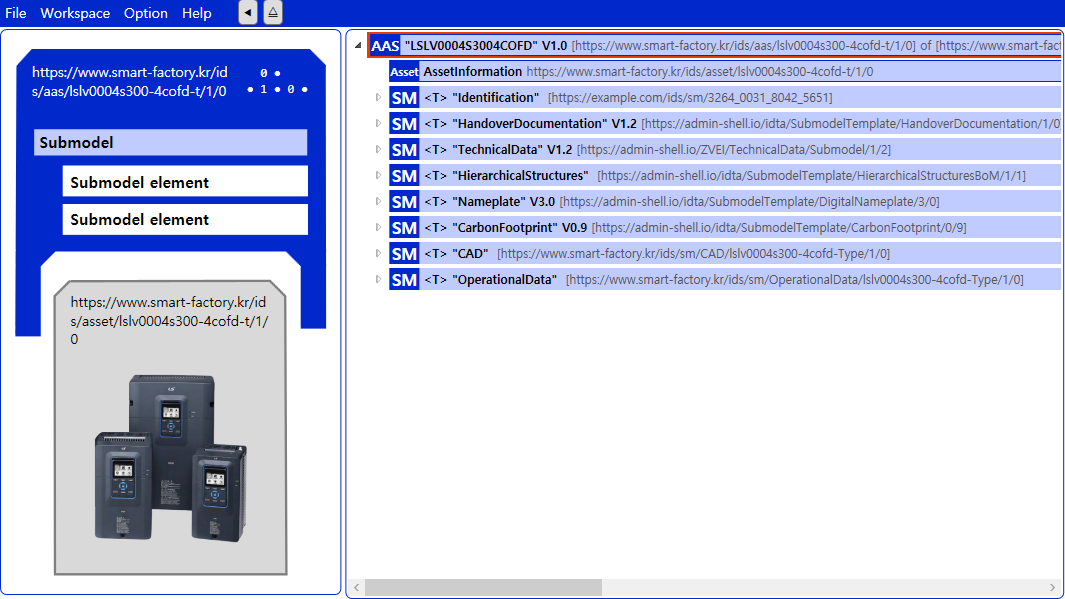 File Workspace Option Help
https://www.smart-factory.kr/id
s/aas/lslv0004s300-4cofd-t/1/0
0
1 0
Submodel
Submodel element
Submodel element
https://www.smart-factory.kr/id
s/asset/lslv0004s300-4cofd-t/1/
0
LS
AAS "LSLV0004S3004COFD" V1.0 [https://www.smart-factory.kr/ids/aas/lslv0004s300-4cofd-t/1/0] of [https://www.smart-fact
Asset AssetInformation https://www.smart-factory.kr/ids/asset/lslv0004s300-4cofd-t/1/0
SM <T> "Identification" [https://example.com/ids/sm/3264_0031_8042_5651]
SM <T> "HandoverDocumentation" V1.2 [https://admin-shell.io/idta/SubmodelTemplate/HandoverDocumentation/1/0
SM <T> "TechnicalData" V1.2 [https://admin-shell.io/ZVEI/TechnicalData/Submodel/1/2]
SM <T> "HierarchicalStructures" [https://admin-shell.io/idta/SubmodelTemplate/HierarchicalStructuresBoM/1/1]
SM <T> "Nameplate" V3.0 [https://admin-shell.io/idta/SubmodelTemplate/DigitalNameplate/3/0]
SM <T> "CarbonFootprint" V0.9 [https://admin-shell.io/idta/SubmodelTemplate/CarbonFootprint/0/9]
SM <T> "CAD" [https://www.smart-factory.kr/ids/sm/CAD/lslv0004s300-4cofd-Type/1/0]
SM <T> "OperationalData" [https://www.smart-factory.kr/ids/sm/OperationalData/lslv0004s300-4cofd-Type/1/0]